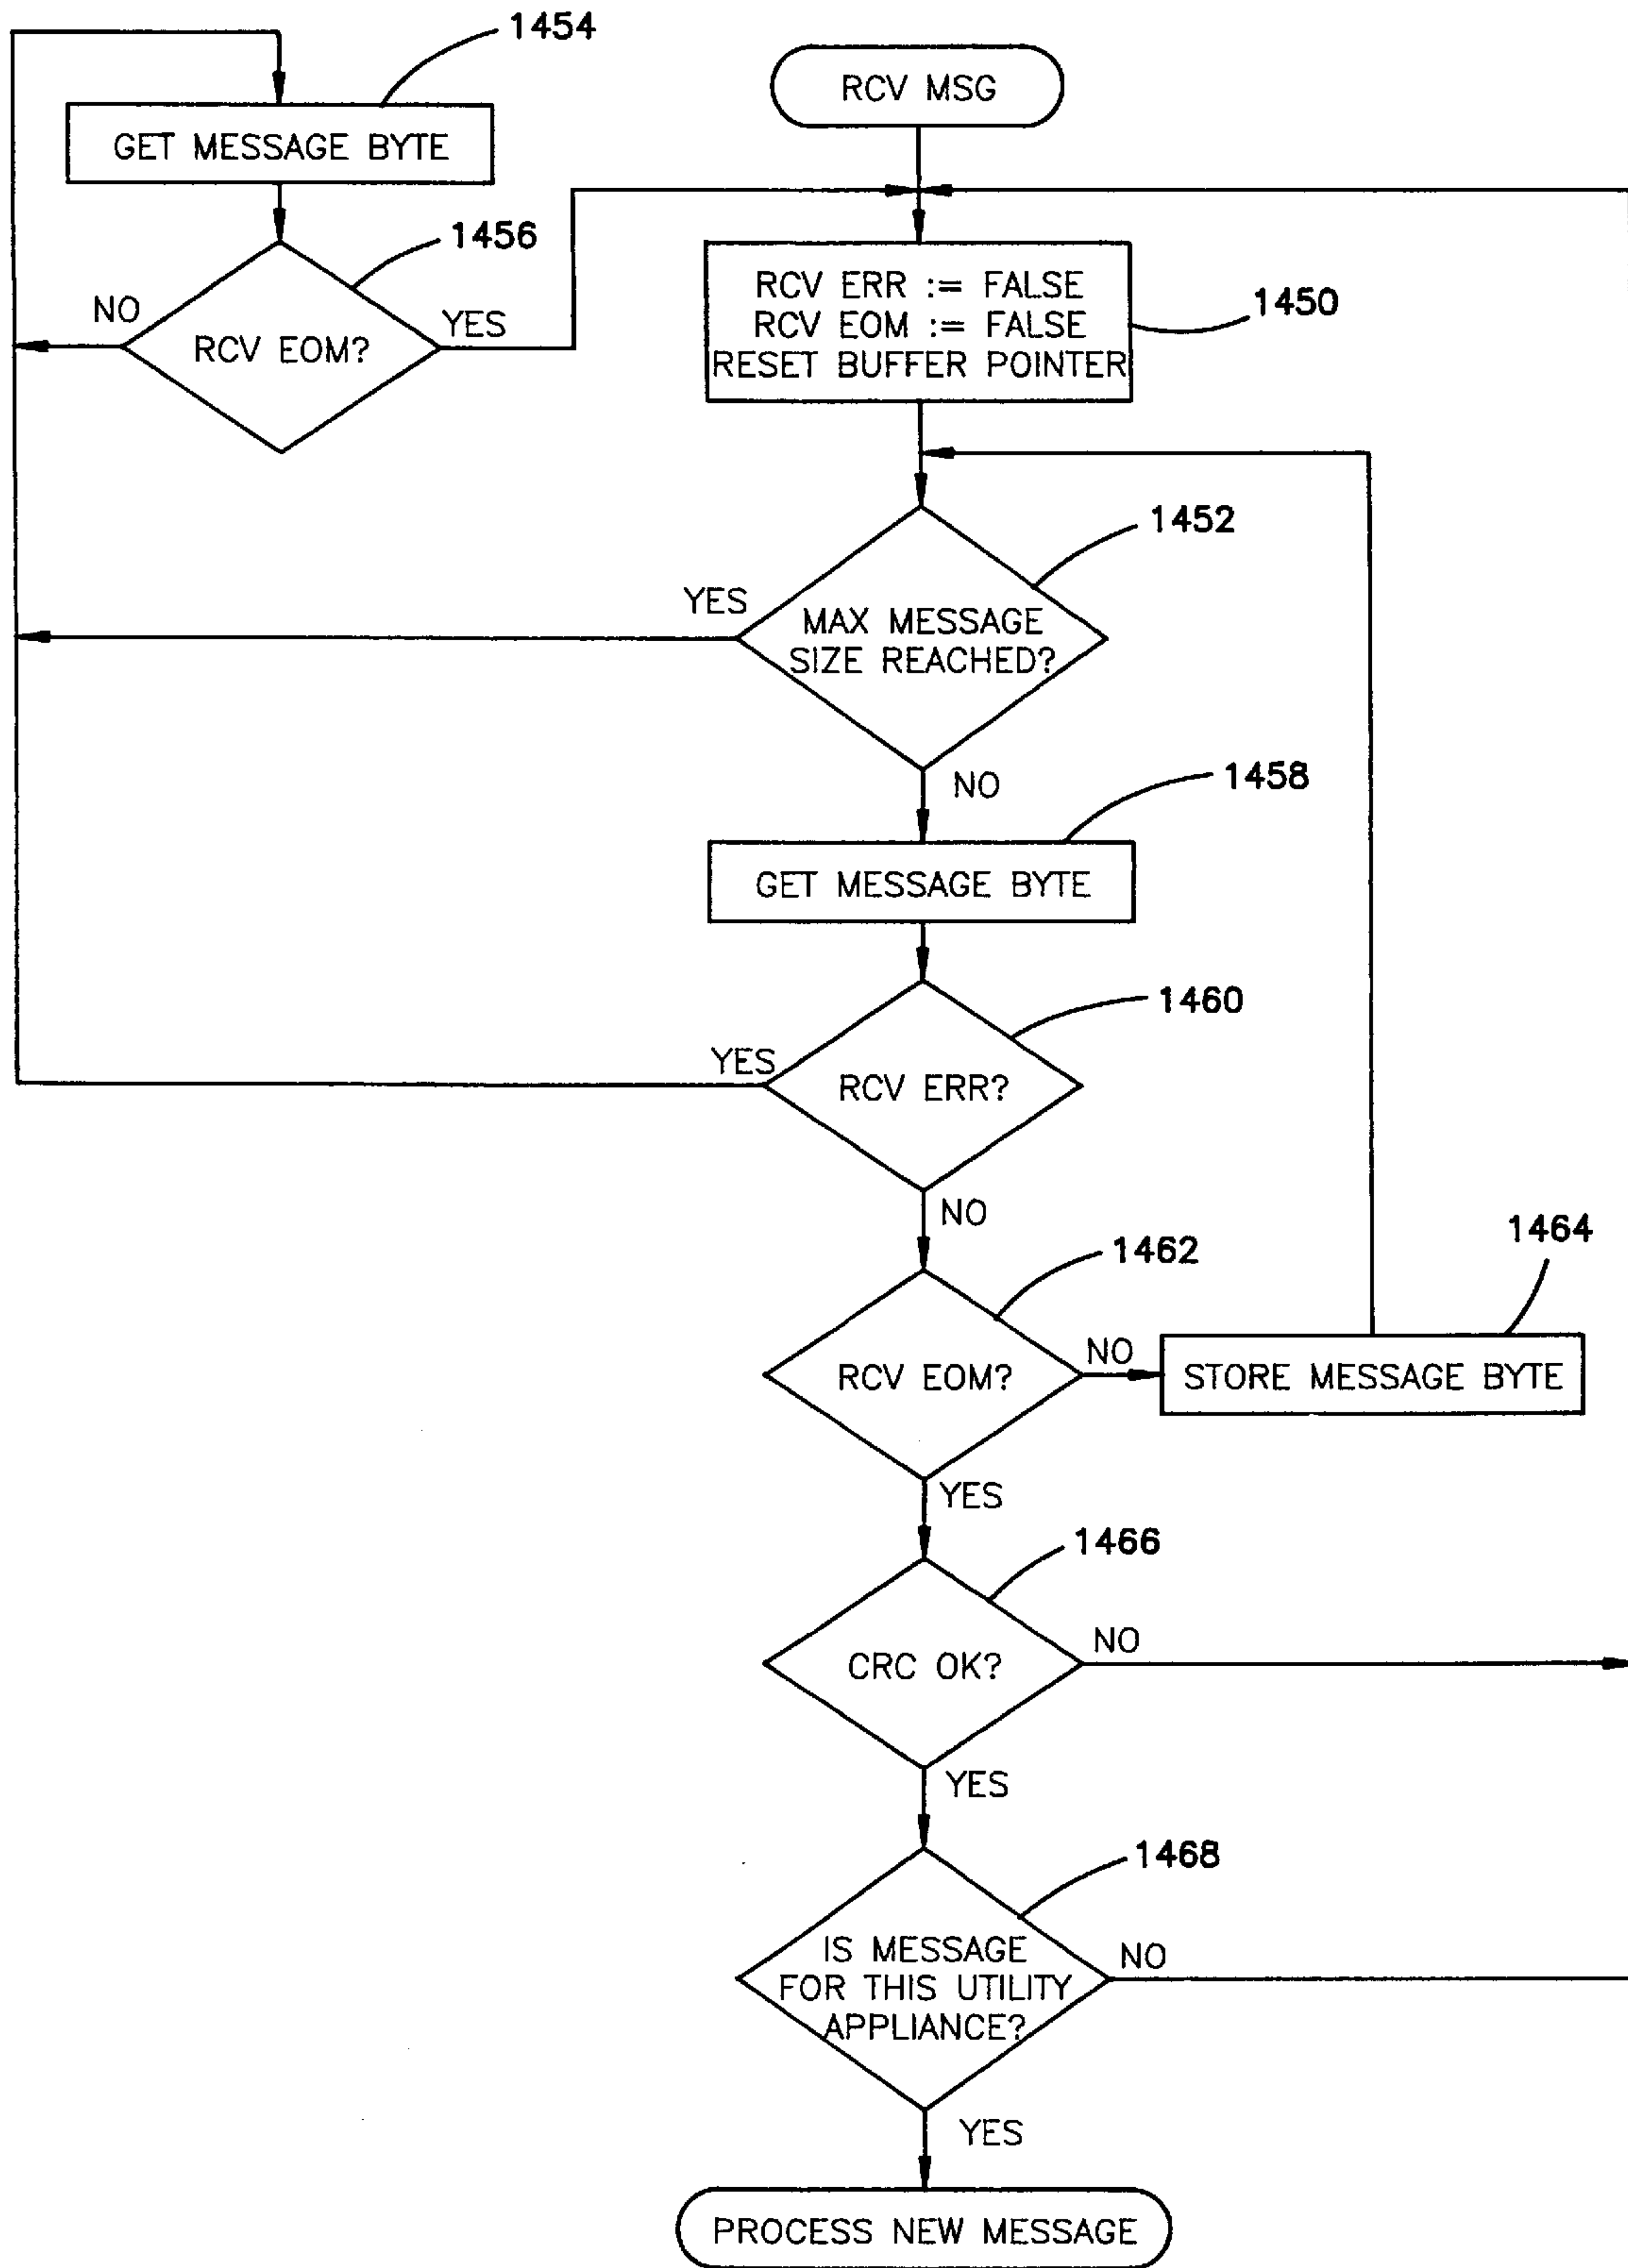 1454
RCV MSG
GET MESSAGE BYTE
1456
NO
RCV EOM?
YES
RCV ERR := FALSE
RCV EOM := FALSE
RESET BUFFER POINTER
1450
1452
YES
MAX MESSAGE
SIZE REACHED?
NO
1458
GET MESSAGE BYTE
1460
YES
RCV ERR?
NO
1462
1464
RCV EOM?
NO
STORE MESSAGE BYTE
YES
1466
CRC OK?
NO
YES
1468
IS MESSAGE
FOR THIS UTILITY
APPLIANCE?
NO
YES
PROCESS NEW MESSAGE